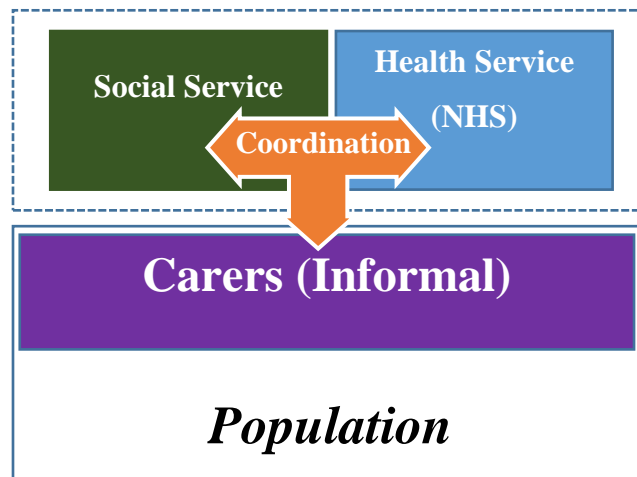 Social Service
Health Service
(NHS)
Coordination
Carers (Informal)
Population